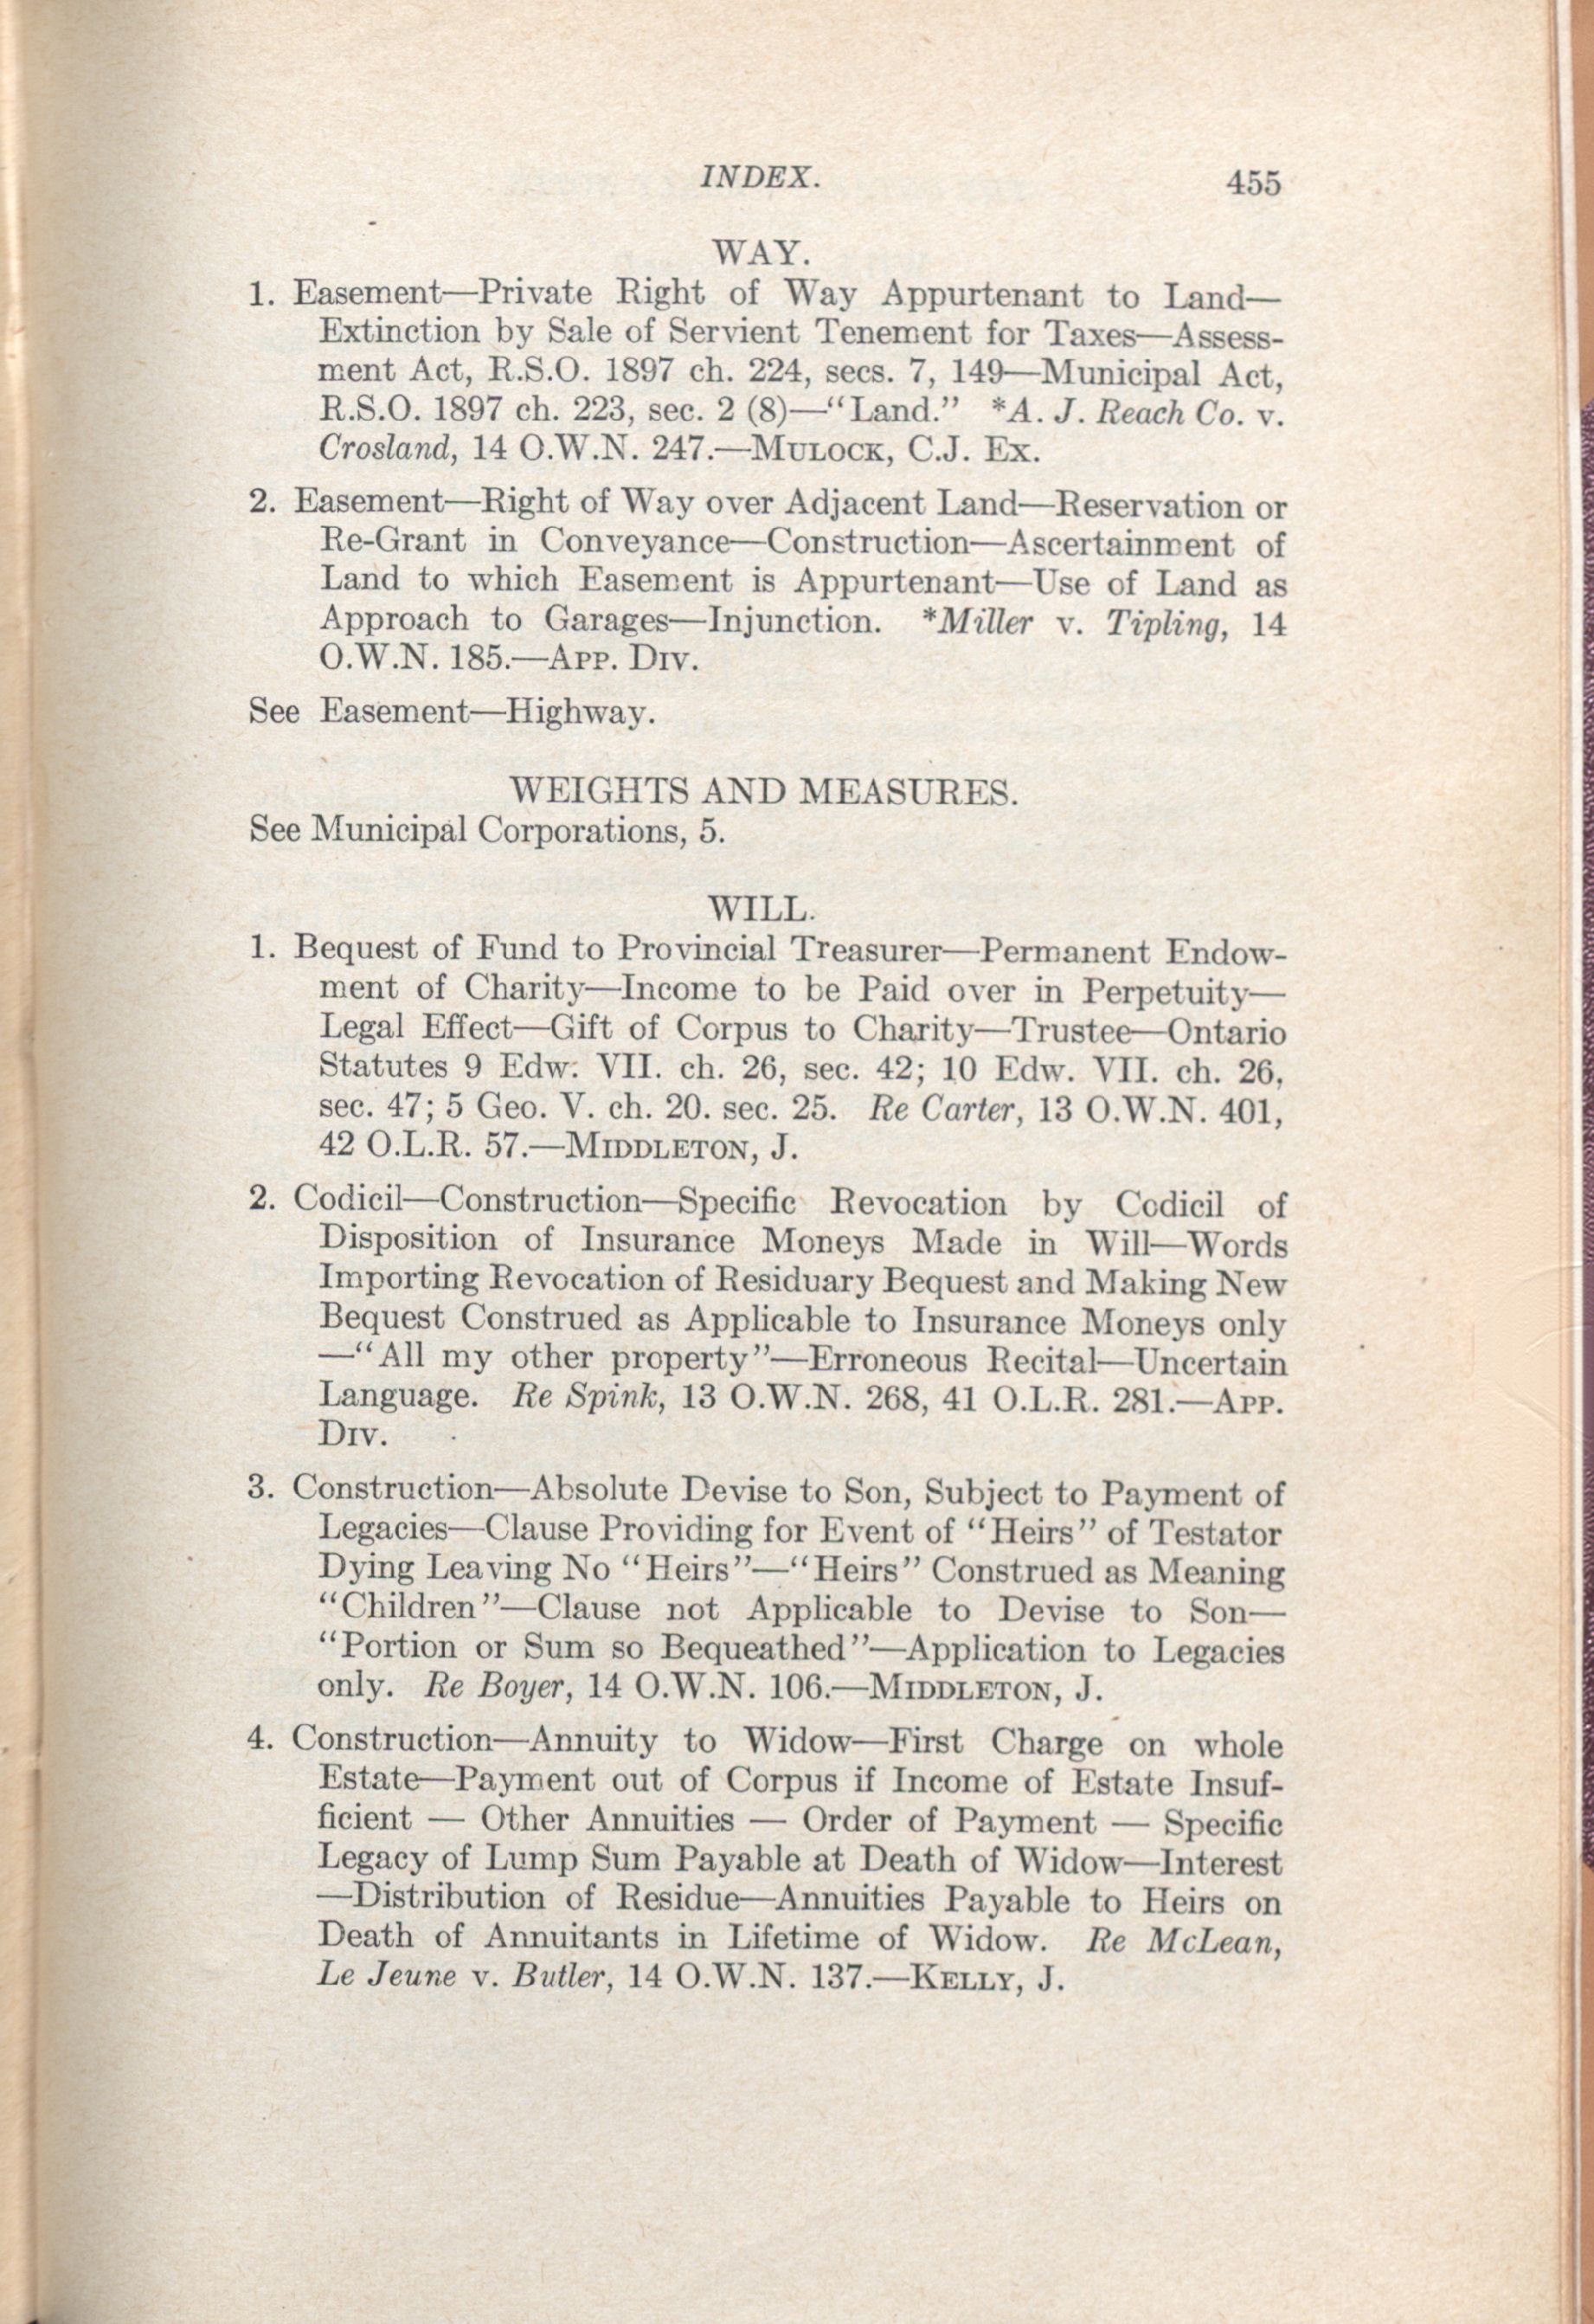 INDEX. 455
WAY.
1. Easement—Private Right of Way Appurtenant to Land—
Extinction by Sale of Servient Tenement for Taxes—Assess-
ment Act, R.S.O. 1897 ch. 224, secs. 7, 149—Municipal Act,
R.S.O. 1897 ch. 223, sec. 2 (8)—“Land.” *A. J. Reach Co. v.
Crosland, 14 O.W.N. 247.—MULOCK, C.J. EX.
2. Easement—Right of Way over Adjacent Land—Reservation or
Re-Grant in Conveyance—Construction—Ascertainment of
Land to which Easement is Appurtenant—Use of Land as
Approach to Garages—Injunction. *Miller v. Tipling, 14
O.W.N. 185.—APP. DIV.
See Easement—Highway.
WEIGHTS AND MEASURES.
See Municipal Corporations, 5.
WILL.
1. Bequest of Fund to Provincial Treasurer—Permanent Endow-
ment of Charity—Income to be Paid over in Perpetuity—
Legal Effect—Gift of Corpus to Charity—Trustee—Ontario
Statutes 9 Edw. VII. ch. 26, sec. 42; 10 Edw. VII. ch. 26,
sec. 47; 5 Geo. V. ch. 20. sec. 25. Re Carter, 13 O.W.N. 401,
42 O.L.R. 57.—MIDDLETON, J.
2. Codicil—Construction—Specific Revocation by Codicil of
Disposition of Insurance Moneys Made in Will—Words
Importing Revocation of Residuary Bequest and Making New
Bequest Construed as Applicable to Insurance Moneys only
—“All my other property”—Erroneous Recital—Uncertain
Language. Re Spink, 13 O.W.N. 268, 41 O.L.R. 281.—APP.
DIV.
3. Construction—Absolute Devise to Son, Subject to Payment of
Legacies—Clause Providing for Event of “Heirs” of Testator
Dying Leaving No “Heirs”—“Heirs” Construed as Meaning
“Children”—Clause not Applicable to Devise to Son—
“Portion or Sum so Bequeathed”—Application to Legacies
only. Re Boyer, 14 O.W.N. 106.—MIDDLETON, J.
4. Construction—Annuity to Widow—First Charge on whole
Estate—Payment out of Corpus if Income of Estate Insuf-
ficient — Other Annuities — Order of Payment — Specific
Legacy of Lump Sum Payable at Death of Widow—Interest
—Distribution of Residue—Annuities Payable to Heirs on
Death of Annuitants in Lifetime of Widow. Re McLean,
Le Jeune v. Butler, 14 O.W.N. 137.—KELLY, J.